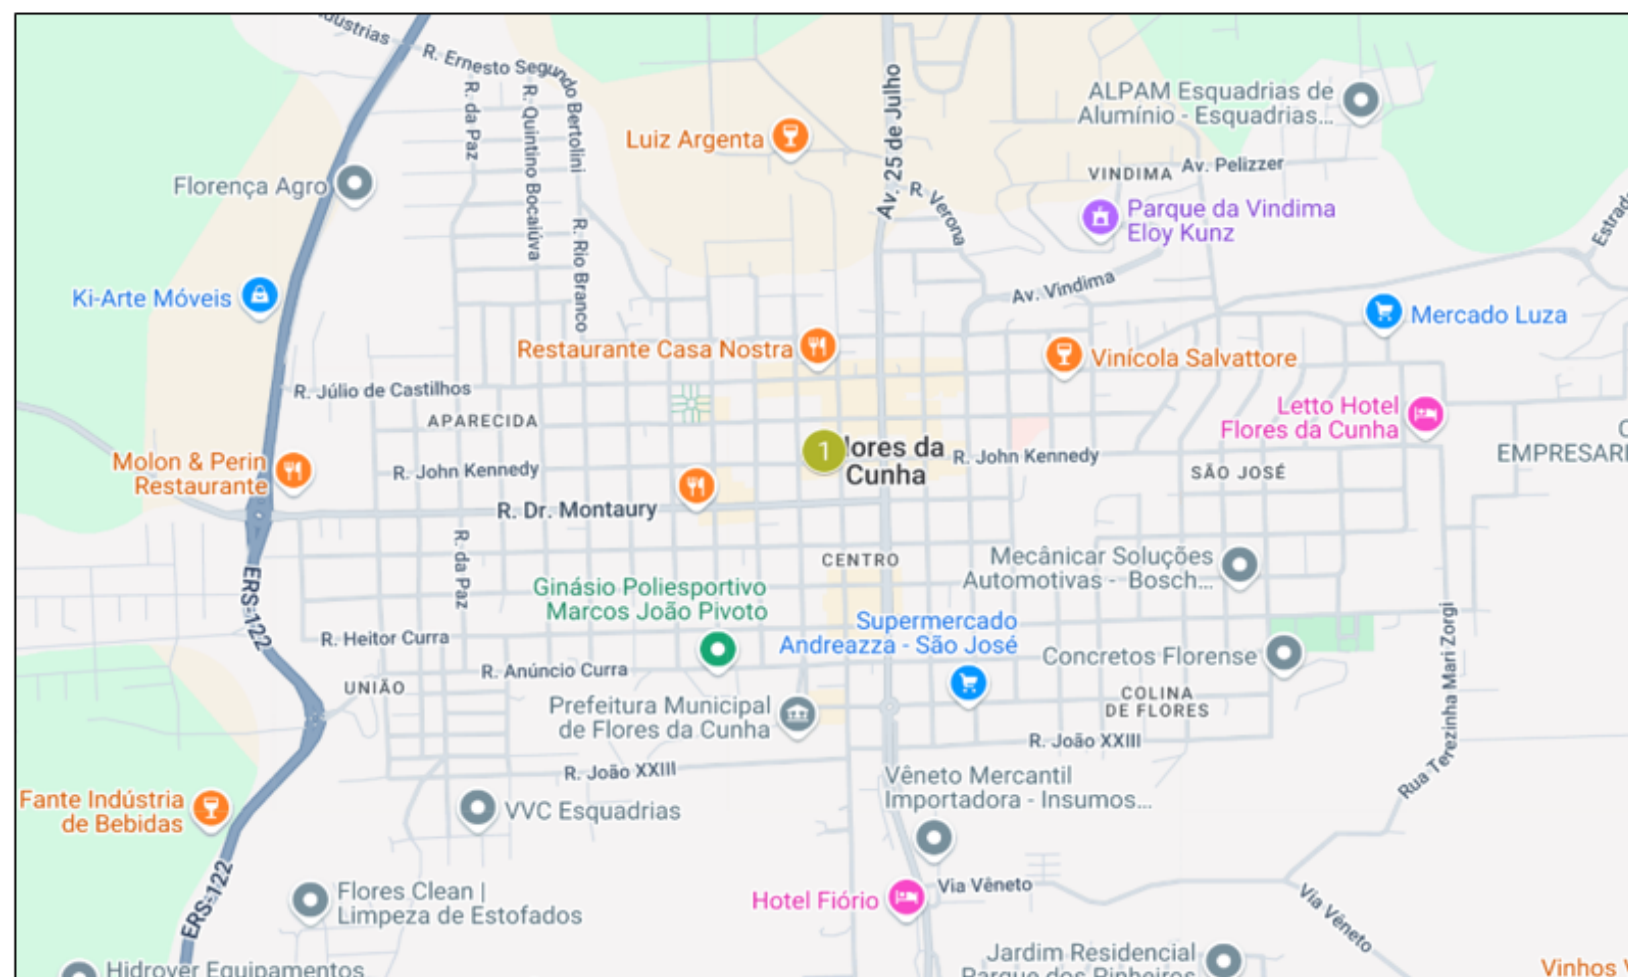 R. Ernesto Segundo Bertolini
R. da Paz
R. Quintino Bocaiúva
R. Rio Branco
Av. 25 de Julho
ALPAM Esquadrias de
Alumínio - Esquadrias...
Luiz Argenta
VINDIMA
Av. Pelizzer
Florença Agro
R. Verona
Parque da Vindima
Eloy Kunz
Ki-Arte Móveis
Av. Vindima
Mercado Luza
Restaurante Casa Nostra
Vinícola Salvattore
R. Júlio de Castilhos
APARECIDA
Letto Hotel
Flores da Cunha
1
lores da
Cunha
R. John Kennedy
R. John Kennedy
SÃO JOSÉ
EMPRESARI
Molon & Perin
Restaurante
R. Dr. Montaury
CENTRO
R. da Paz
Mecânicar Soluções
Automotivas - Bosch...
ERS-122
Ginásio Poliesportivo
Marcos João Pivoto
Supermercado
Andreazza - São José
R. Heitor Curra
Concretos Florense
R. Anúncio Curra
UNIÃO
Prefeitura Municipal
de Flores da Cunha
COLINA
DE FLORES
Rua Terezinha Mari Zorgi
R. João XXIII
R. João XXIII
Vêneto Mercantil
Importadora - Insumos...
Fante Indústria
de Bebidas
VVC Esquadrias
ERS-122
Flores Clean |
Limpeza de Estofados
Hotel Fiório
Via Vêneto
Via Vêneto
Jardim Residencial
Parque dos Pinheiros
Hidrover Equipamentos
Vinhos